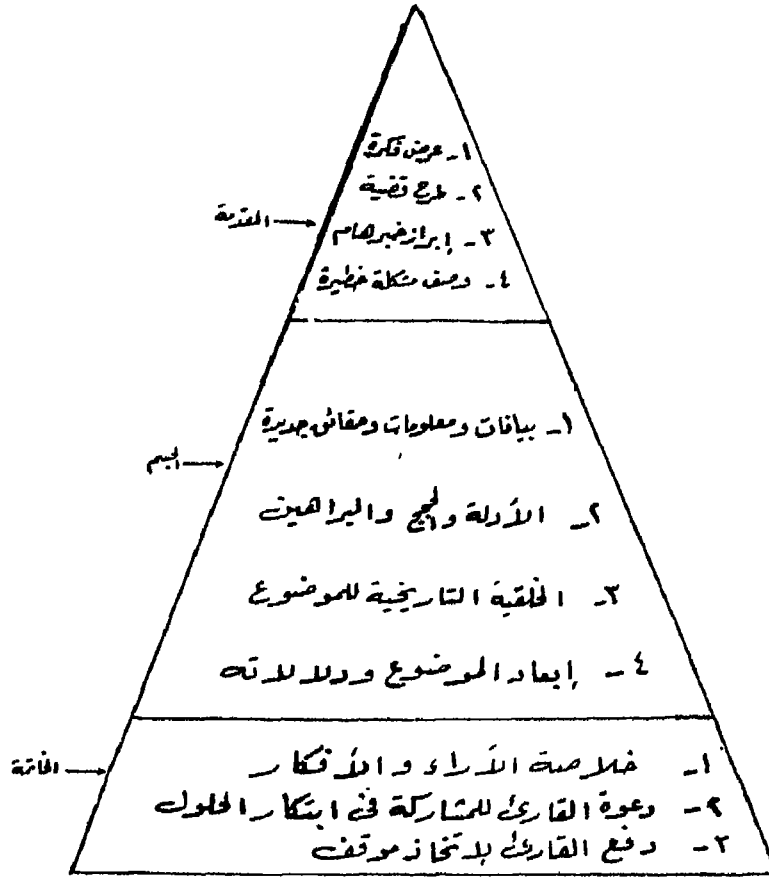 ١- عرض فكرة
٢- طرح قضية
المقدمة
٣- إبراز خبر هام
٤- وصف مشكلة خطيرة
١- بيانات ومعلومات وحقائق جديدة
الجسم
٢- الأدلة والحجج والبراهين
٣- الخلفية التاريخية للموضوع
٤- إبعاد الموضوع ودلالاته
١- خلاصة الآراء والأفكار
الخاتمة
٢- دعوة القارئ للمشاركة في ابتكار الحلول
٣- دفع القارئ لإتخاذ موقف